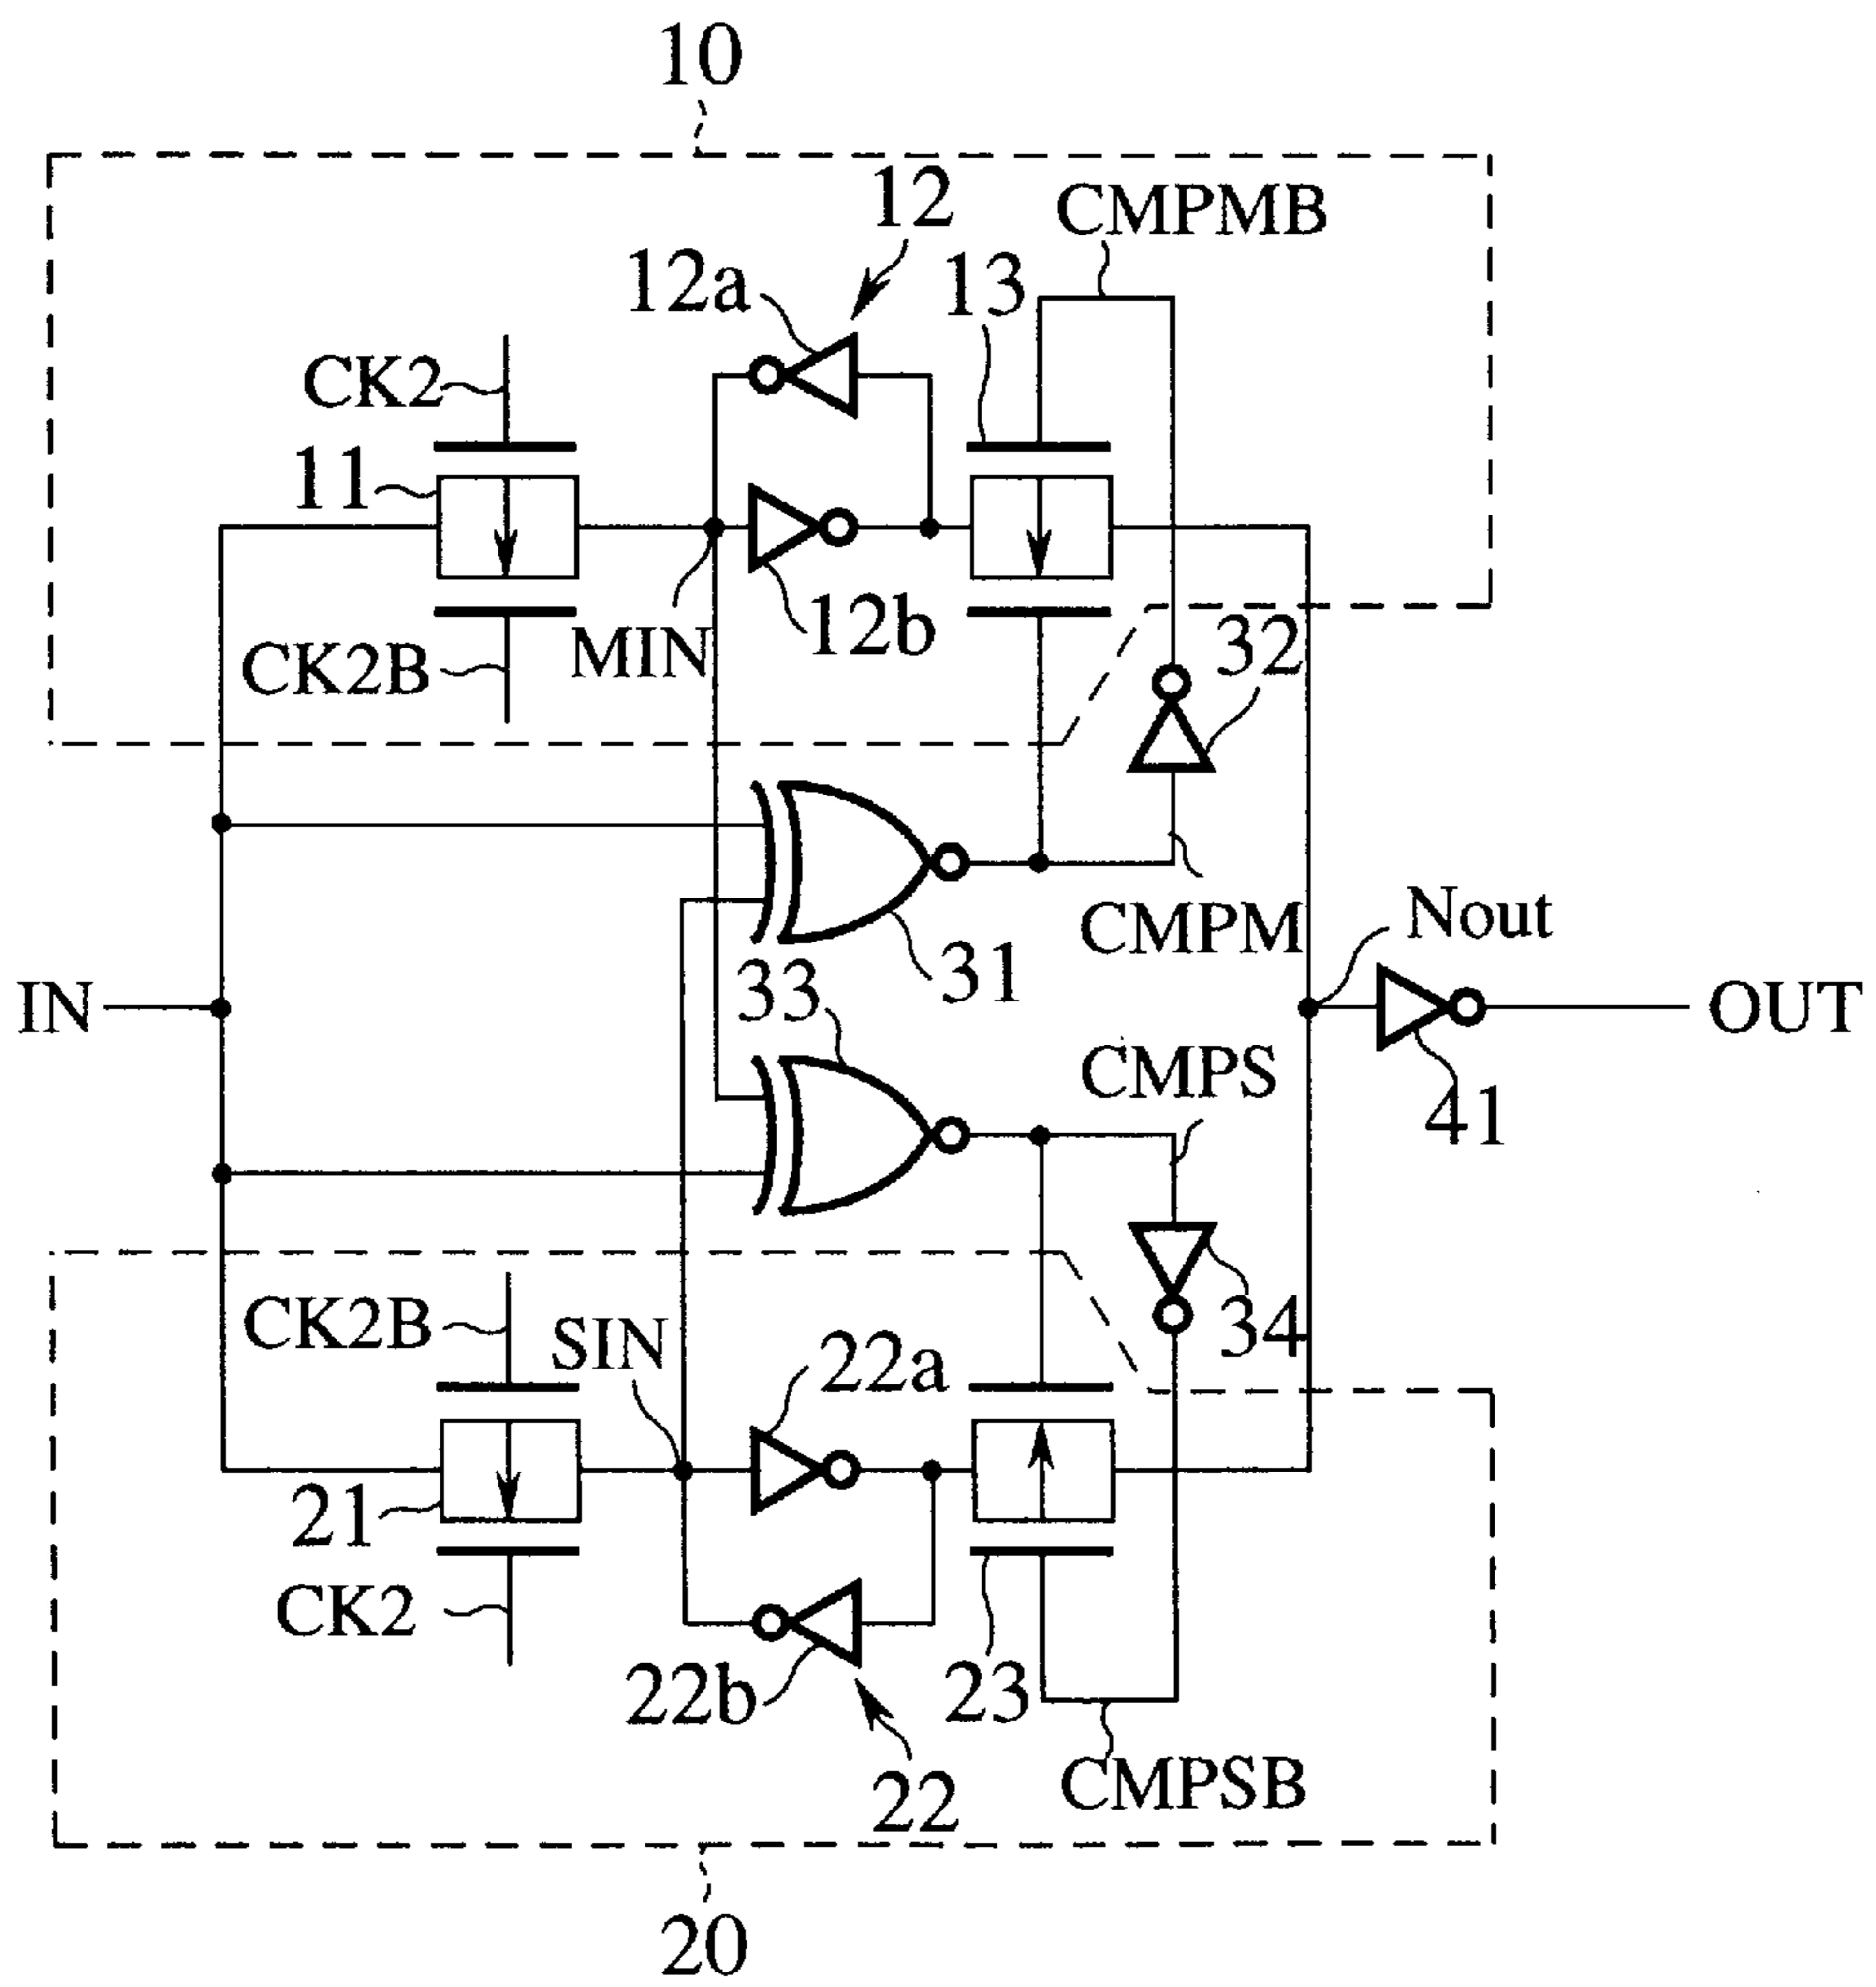 10
12
CMPMB
12a
13
CK2
11
12b
32
MIN
CK2B
CMPM
Nout
31
33
IN
OUT
CMPS
41
CK2B
SIN
22a
34
21
CK2
22b
23
CMPSB
22
20